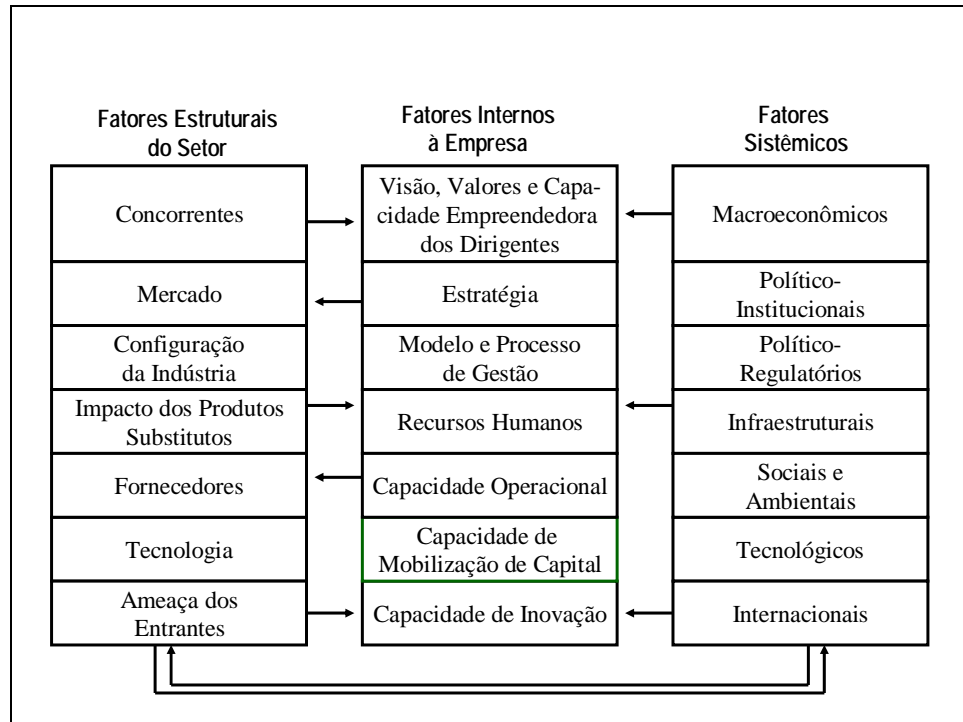 Fatores Estruturais
do Setor
Concorrentes
Mercado
Configuração
da Indústria
Impacto dos Produtos
Substitutos
Fornecedores
Tecnologia
Ameaça dos
Entrantes
Fatores Internos
à Empresa
Visão, Valores e Capa-
cidade Empreendedora
dos Dirigentes
Estratégia
Modelo e Processo
de Gestão
Recursos Humanos
Capacidade Operacional
Capacidade de
Mobilização de Capital
Capacidade de Inovação
Fatores
Sistêmicos
Macroeconômicos
Político-
Institucionais
Político-
Regulatórios
Infraestruturais
Sociais e
Ambientais
Tecnológicos
Internacionais